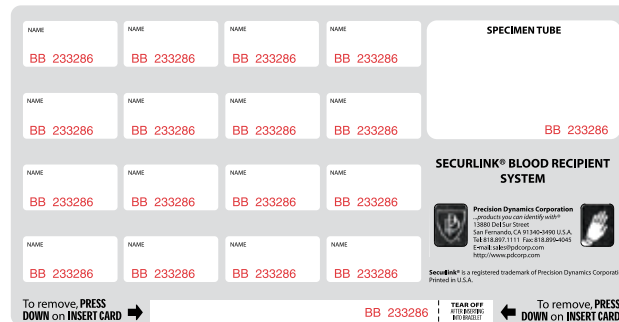 NAME NAME NAME NAME
BB 233286 BB 233286 BB 233286 BB 233286
NAME NAME NAME NAME
BB 233286 BB 233286 BB 233286 BB 233286
NAME NAME NAME NAME
BB 233286 BB 233286 BB 233286 BB 233286
NAME NAME NAME NAME
BB 233286 BB 233286 BB 233286 BB 233286
SPECIMEN TUBE
BB 233286
SECURLINK® BLOOD RECIPIENT
SYSTEM
Precision Dynamics Corporation
...products you can identify with®
13880 Del Sur Street
San Fernando, CA 91340-3490 U.S.A.
Tel: 818.897.1111 Fax: 818.899-4045
E-mail: sales@pdcorp.com
http://www.pdcorp.com
Securlink® is a registered trademark of Precision Dynamics Corporati
Printed in U.S.A.
To remove, PRESS
DOWN on INSERT CARD
BB 233286
TEAR OFF
AFTER INSERTING
INTO BRACELET
To remove, PRESS
DOWN on INSERT CARD